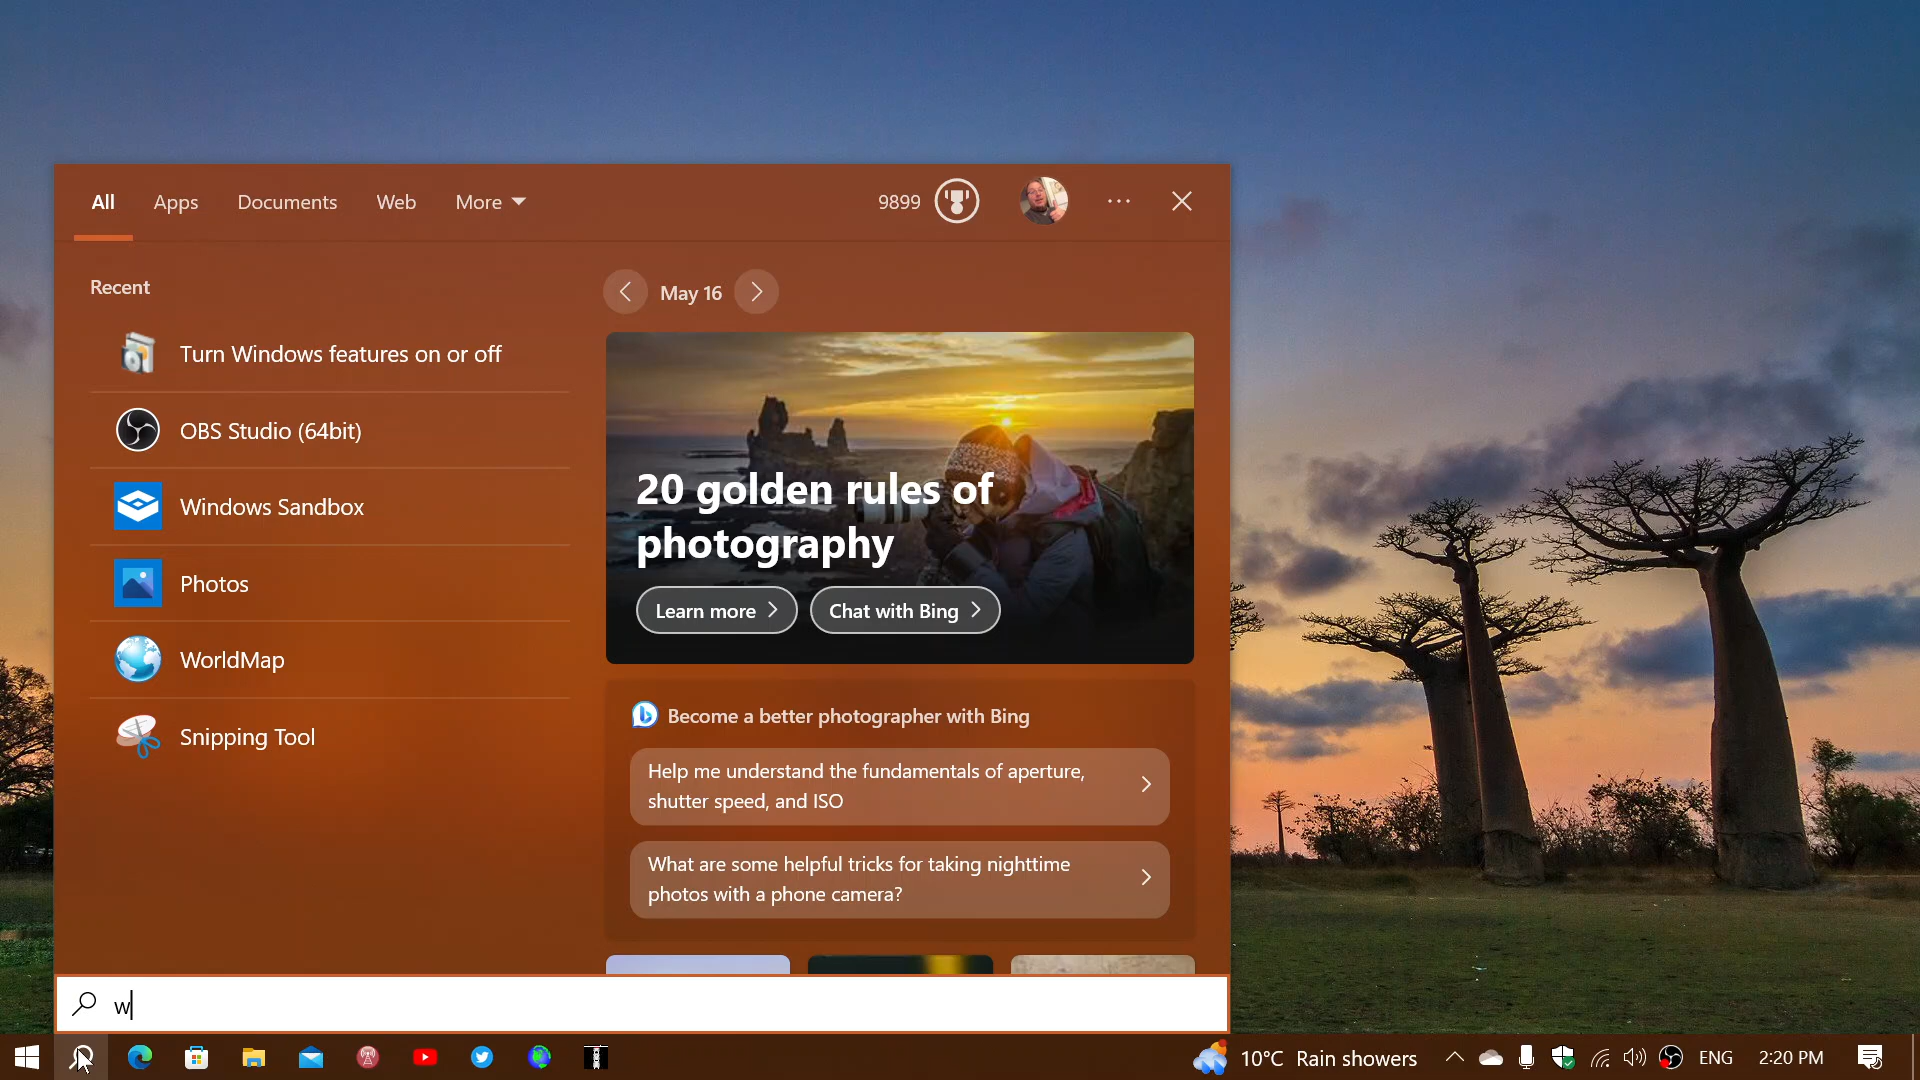 All Apps Documents Web More 9899
Recent
Turn Windows features on or off
OBS Studio (64bit)
Windows Sandbox
Photos
WorldMap
Snipping Tool
May 16
20 golden rules of
photography
Learn more Chat with Bing
Become a better photographer with Bing
Help me understand the fundamentals of aperture,
shutter speed, and ISO
What are some helpful tricks for taking nighttime
photos with a phone camera?
w
10°C Rain showers ENG 2:20 PM